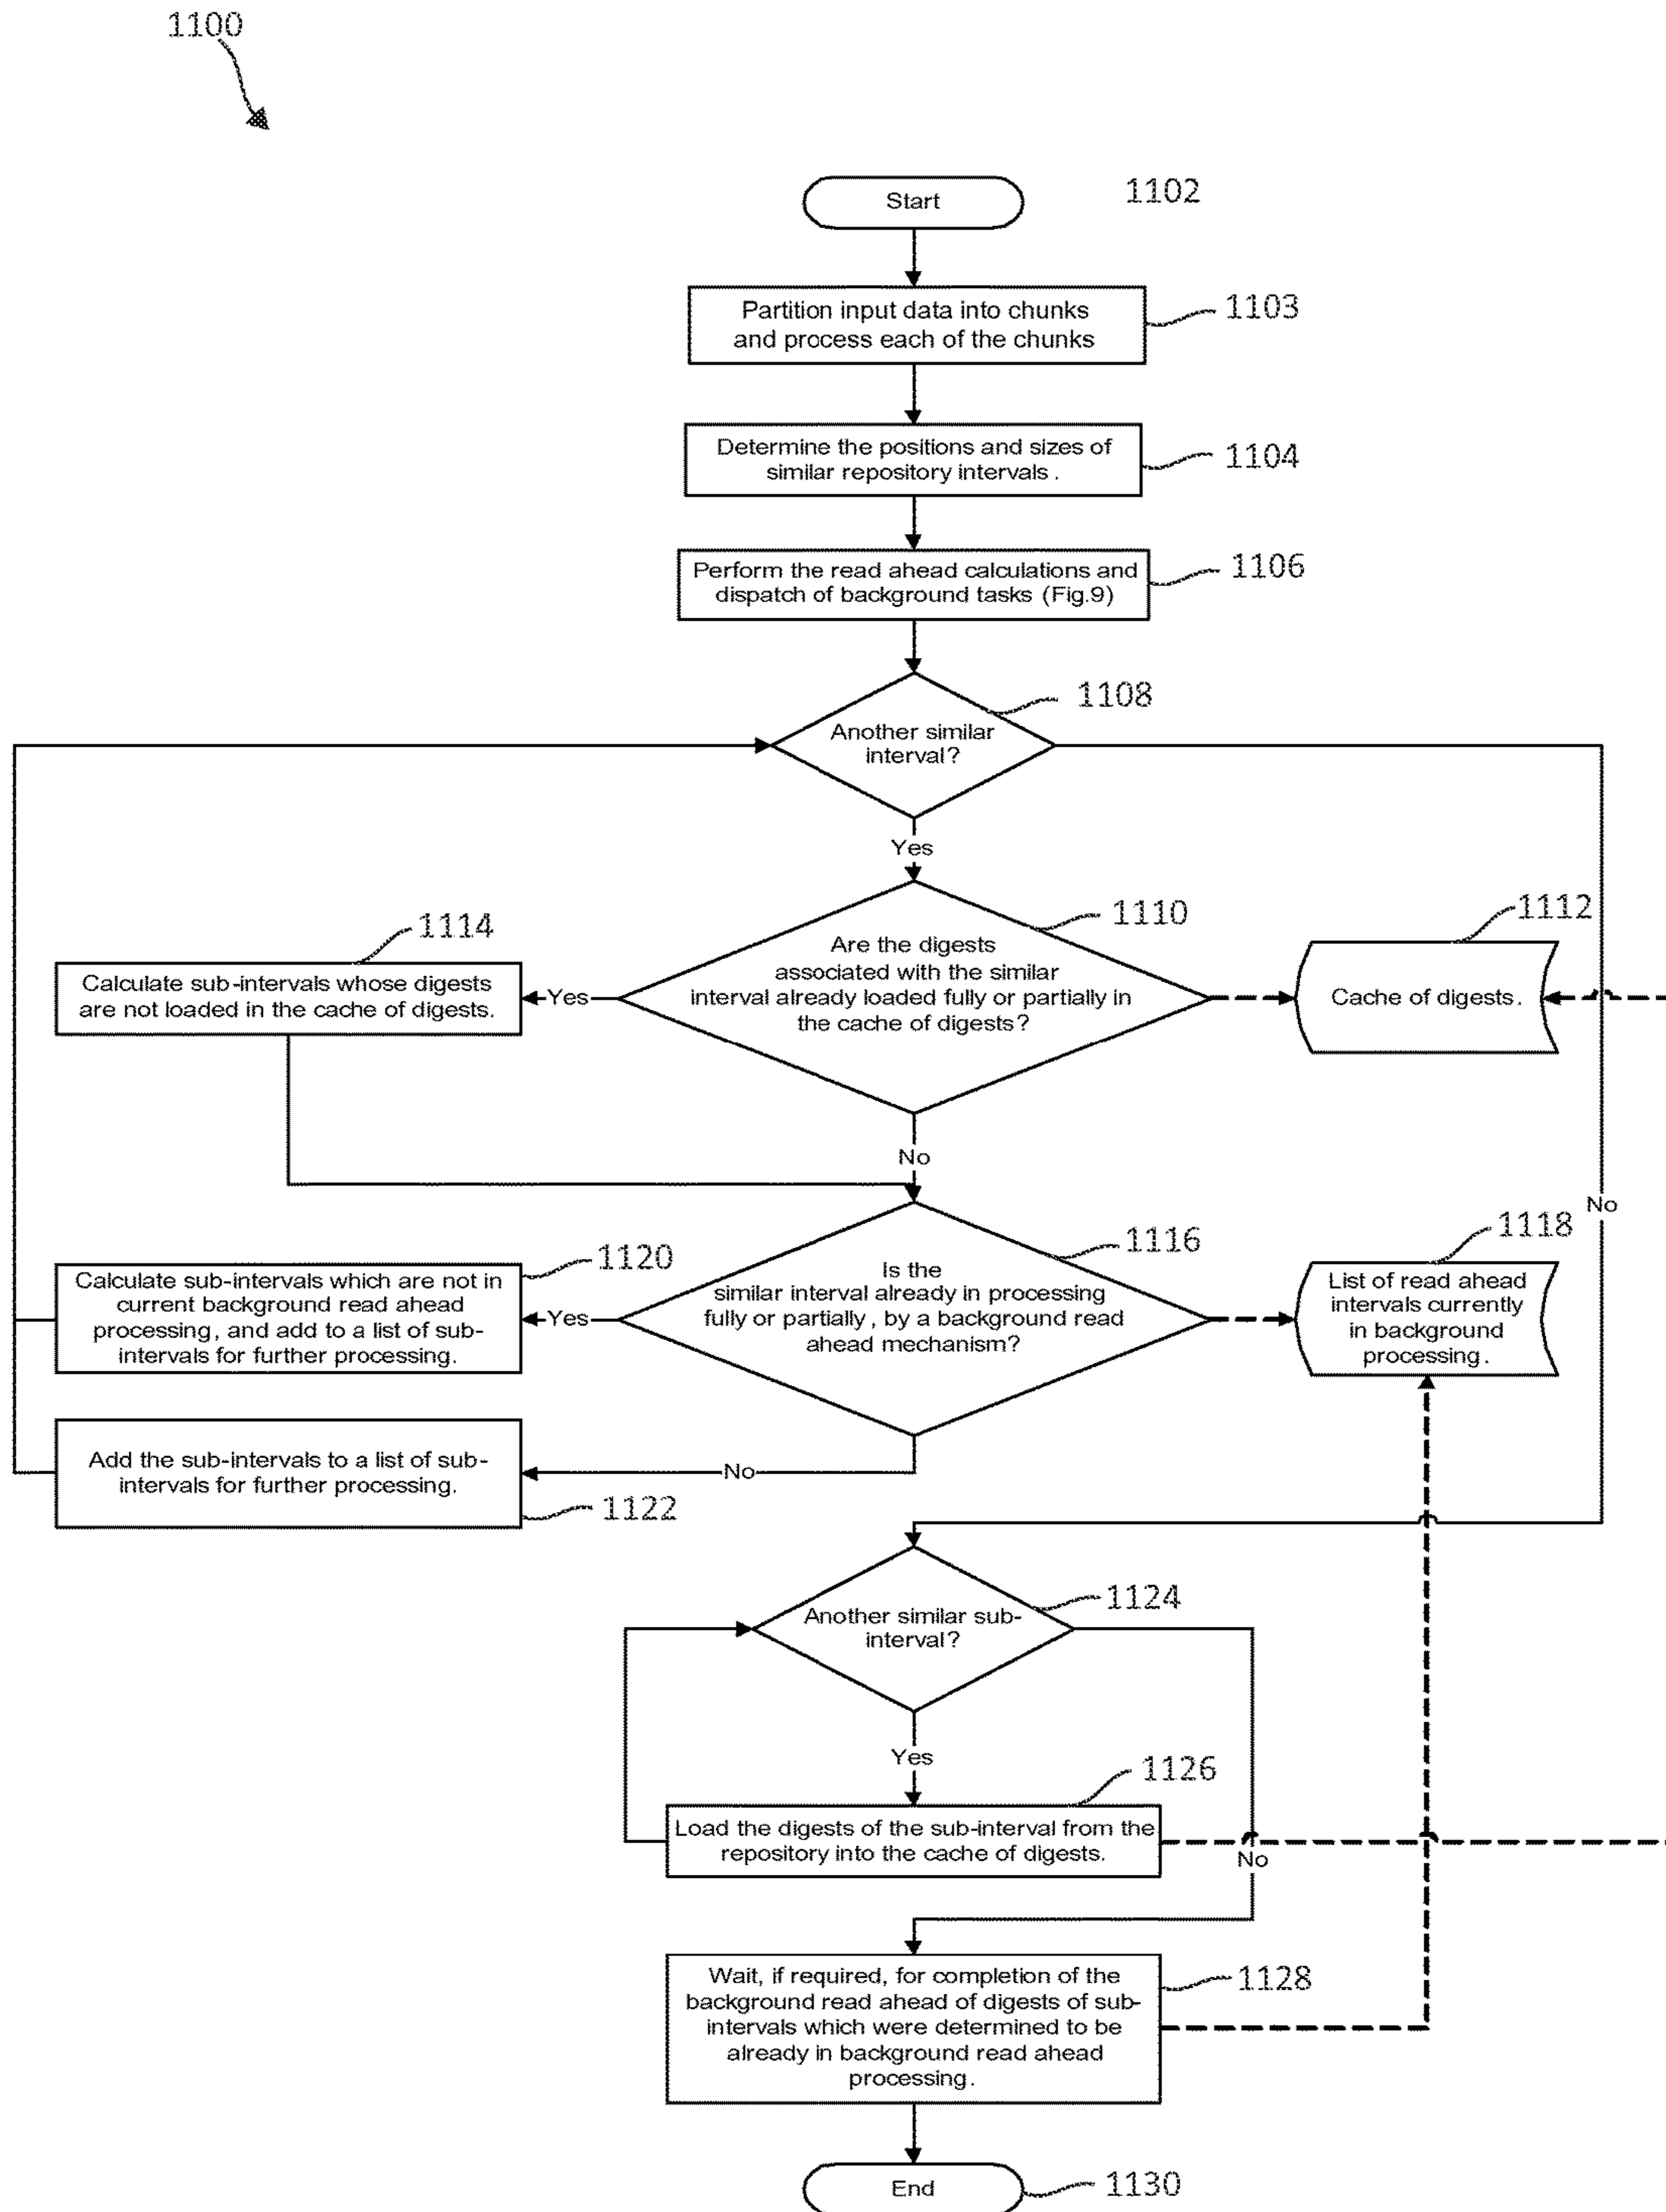 1100
Start
1102
Partition input data into chunks
and process each of the chunks
1103
Determine the positions and sizes of
similar repository intervals .
1104
Perform the read ahead calculations and
dispatch of background tasks (Fig.9)
1106
1108
Another similar
interval?
Yes
1110
1112
1114
Are the digests
associated with the similar
interval already loaded fully or partially in
the cache of digests?
Calculate sub-intervals whose digests
are not loaded in the cache of digests.
Yes
Cache of digests.
No
No
1116
1118
1120
Is the
similar interval already in processing
fully or partially , by a background read
ahead mechanism?
Calculate sub-intervals which are not in
current background read ahead
processing, and add to a list of sub-
intervals for further processing.
Yes
List of read ahead
intervals currently
in background
processing .
Add the sub-intervals to a list of sub-
intervals for further processing.
No
1122
1124
Another similar sub-
interval?
Yes
1126
Load the digests of the sub-interval from the
repository into the cache of digests.
No
Wait, if required, for completion of the
background read ahead of digests of sub-
intervals which were determined to be
already in background read ahead
processing .
1128
End
1130